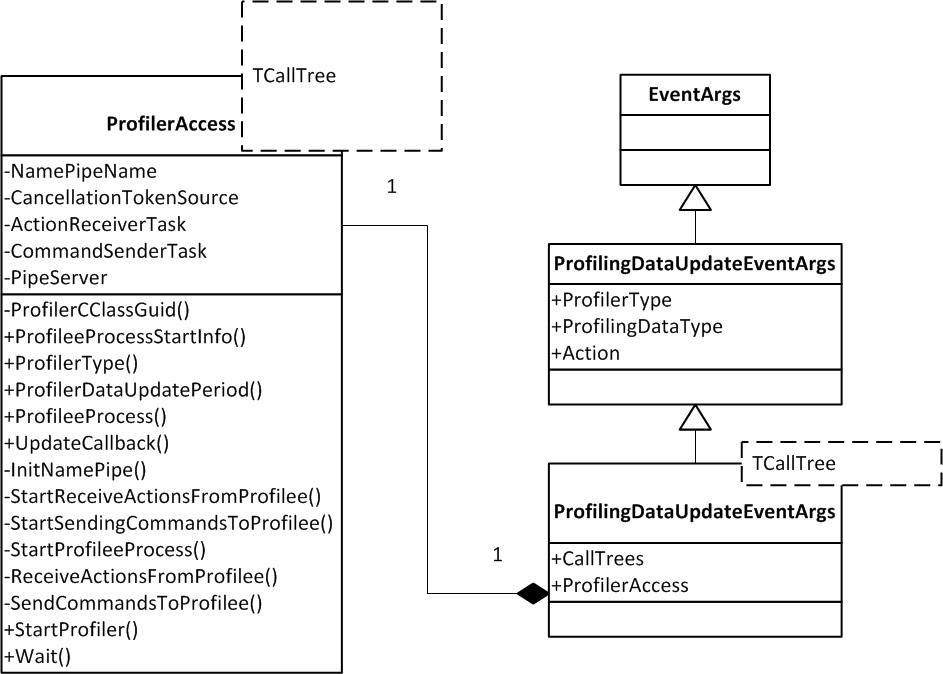 TCallTree
ProfilerAccess
-NamePipeName
-CancellationTokenSource
-ActionReceiverTask
-CommandSenderTask
-PipeServer
-ProfilerCClassGuid()
+ProfileeProcessStartInfo()
+ProfilerType()
+ProfilerDataUpdatePeriod()
+ProfileeProcess()
+UpdateCallback()
-InitNamePipe()
-StartReceiveActionsFromProfilee()
-StartSendingCommandsToProfilee()
-StartProfileeProcess()
-ReceiveActionsFromProfilee()
-SendCommandsToProfilee()
+StartProfiler()
+Wait()
1
1
EventArgs
ProfilingDataUpdateEventArgs
+ProfilerType
+ProfilingDataType
+Action
TCallTree
ProfilingDataUpdateEventArgs
+CallTrees
+ProfilerAccess